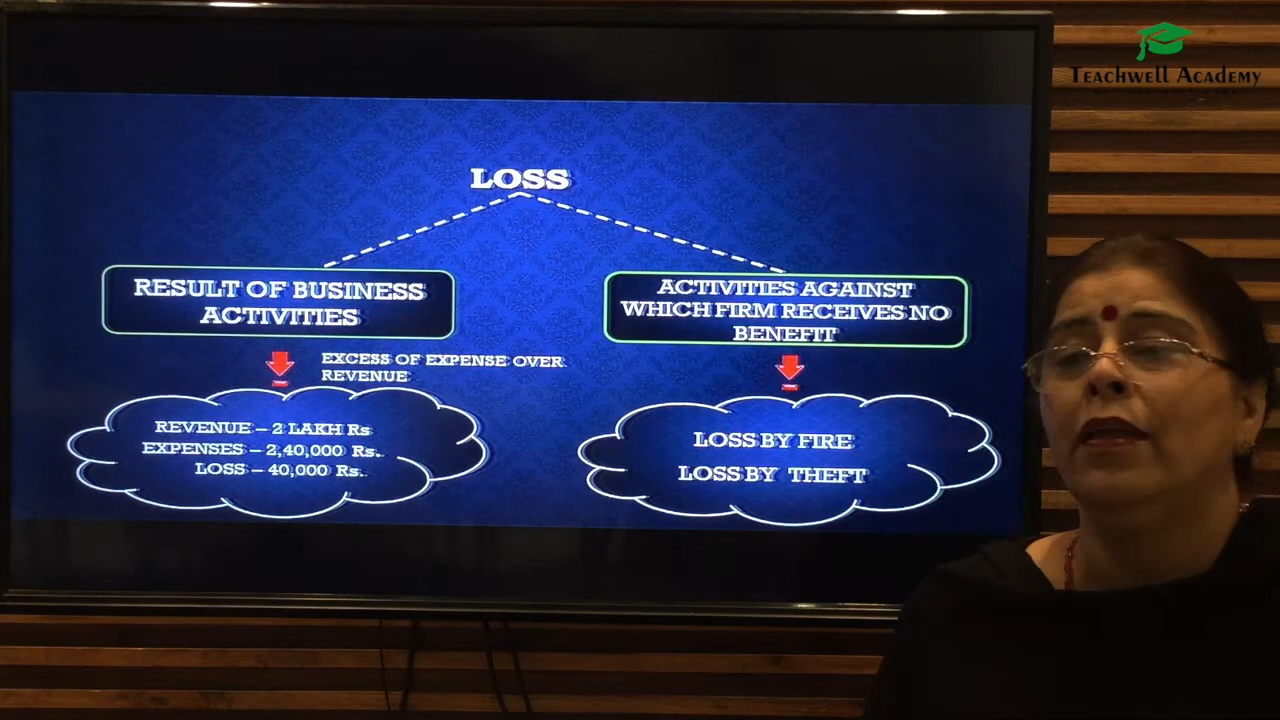 TEACHWELL ACADEMY
LOSS
RESULT OF BUSINESS
ACTIVITIES
ACTIVITIES AGAINST
WHICH FIRM RECEIVES NO
BENEFIT
EXCESS OF EXPENSE OVER
REVENUE
REVENUE – 2 LAKH Rs
EXPENSES – 2,40,000 Rs.
LOSS – 40,000 Rs.
LOSS BY FIRE
LOSS BY THEFT